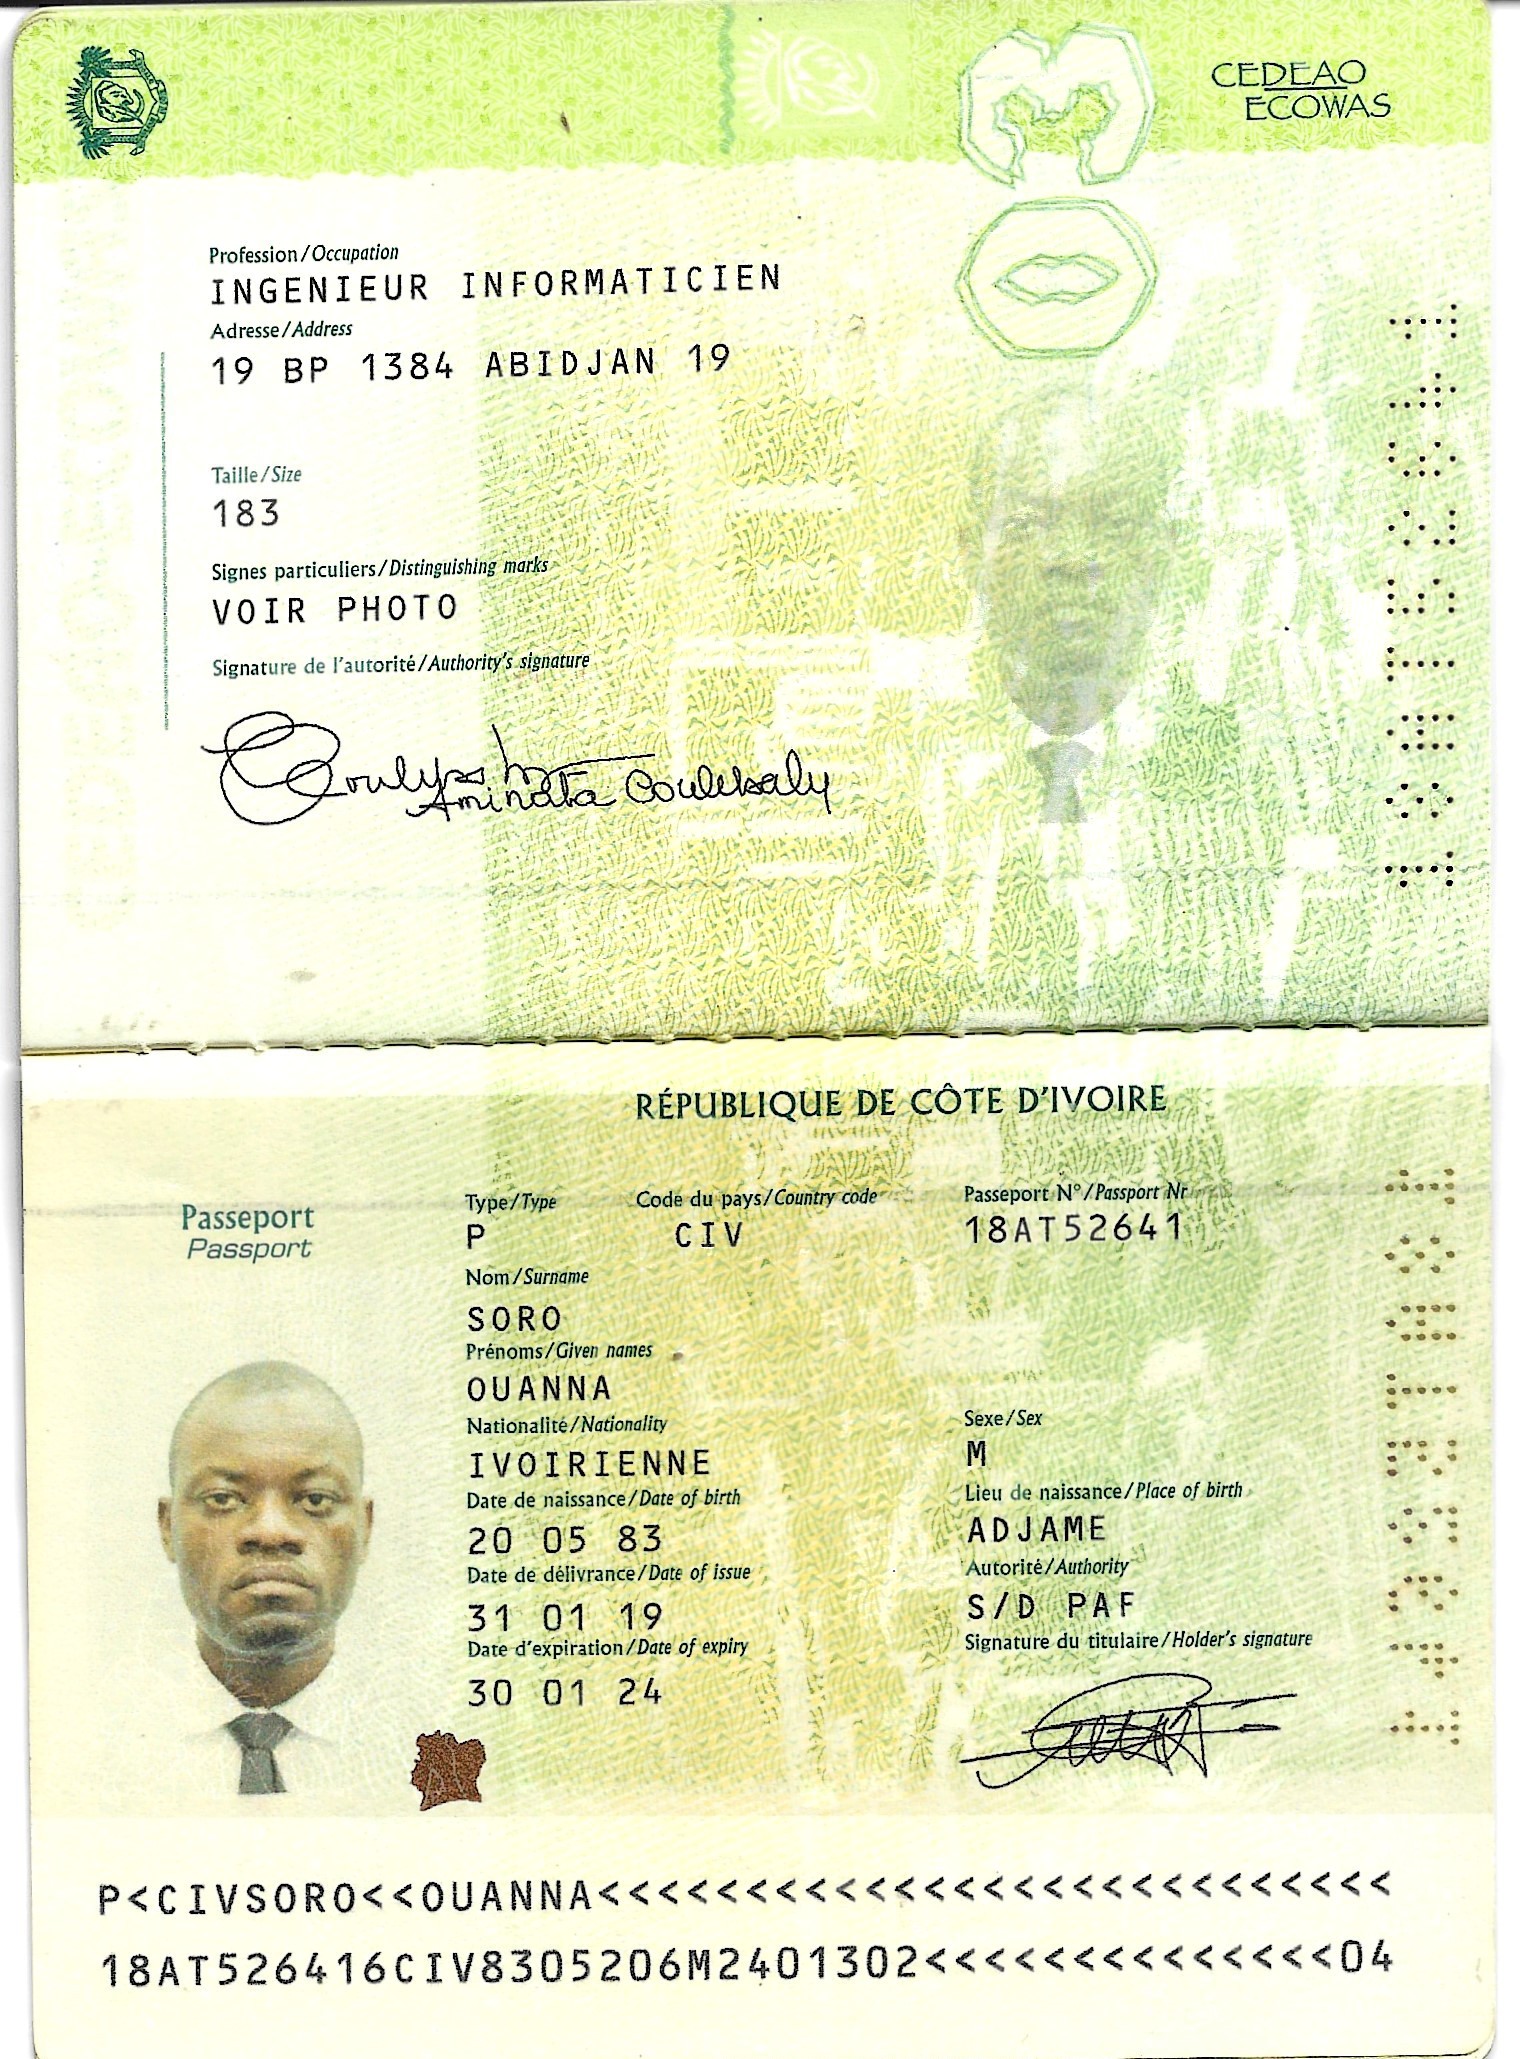 CEDEAO
ECOWAS
Profession/Occupation
INGENIEUR INFORMATICIEN
Adresse/Address
19 BP 1384 ABIDJAN 19
Taille/Size
183
Signes particuliers/Distinguishing marks
VOIR PHOTO
Signature de l'autorité/Authority's signature
Aminata Coulibaly
RÉPUBLIQUE DE CÔTE D'IVOIRE
Passeport
Passport
Type/Type Code du pays/Country code Passeport N°/Passport Nr
P CIV 18AT52641
Nom/Surname
SORO
Prénoms/Given names
OUANNA
Nationalité/Nationality Sexe/Sex
IVOIRIENNE M
Date de naissance/Date of birth Lieu de naissance/Place of birth
20 05 83 ADJAME
Date de délivrance/Date of issue Autorité/Authority
31 01 19 S/D PAF
Date d'expiration/Date of expiry Signature du titulaire/Holder's signature
30 01 24
P<CIVSORO<<OUANNA<<<<<<<<<<<<<<<<<<<<<<<<<<<
18AT526416CIV8305206M2401302<<<<<<<<<<<<<<04
18AT52641
18AT52641